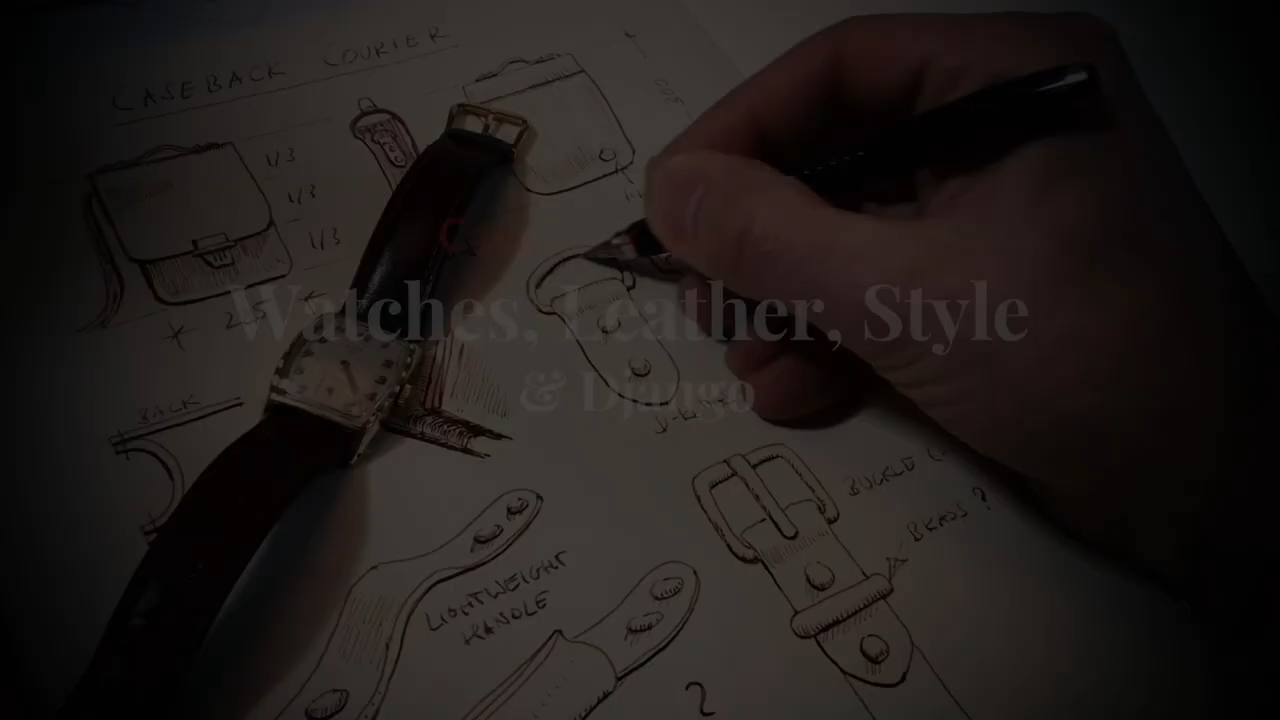 CASEBACK COURIER
1/3
1/3
1/3
Watches, Leather, Style
& Django
BACK
BUCKLE
BRASS ?
LIGHTWEIGHT
HANDLE
2